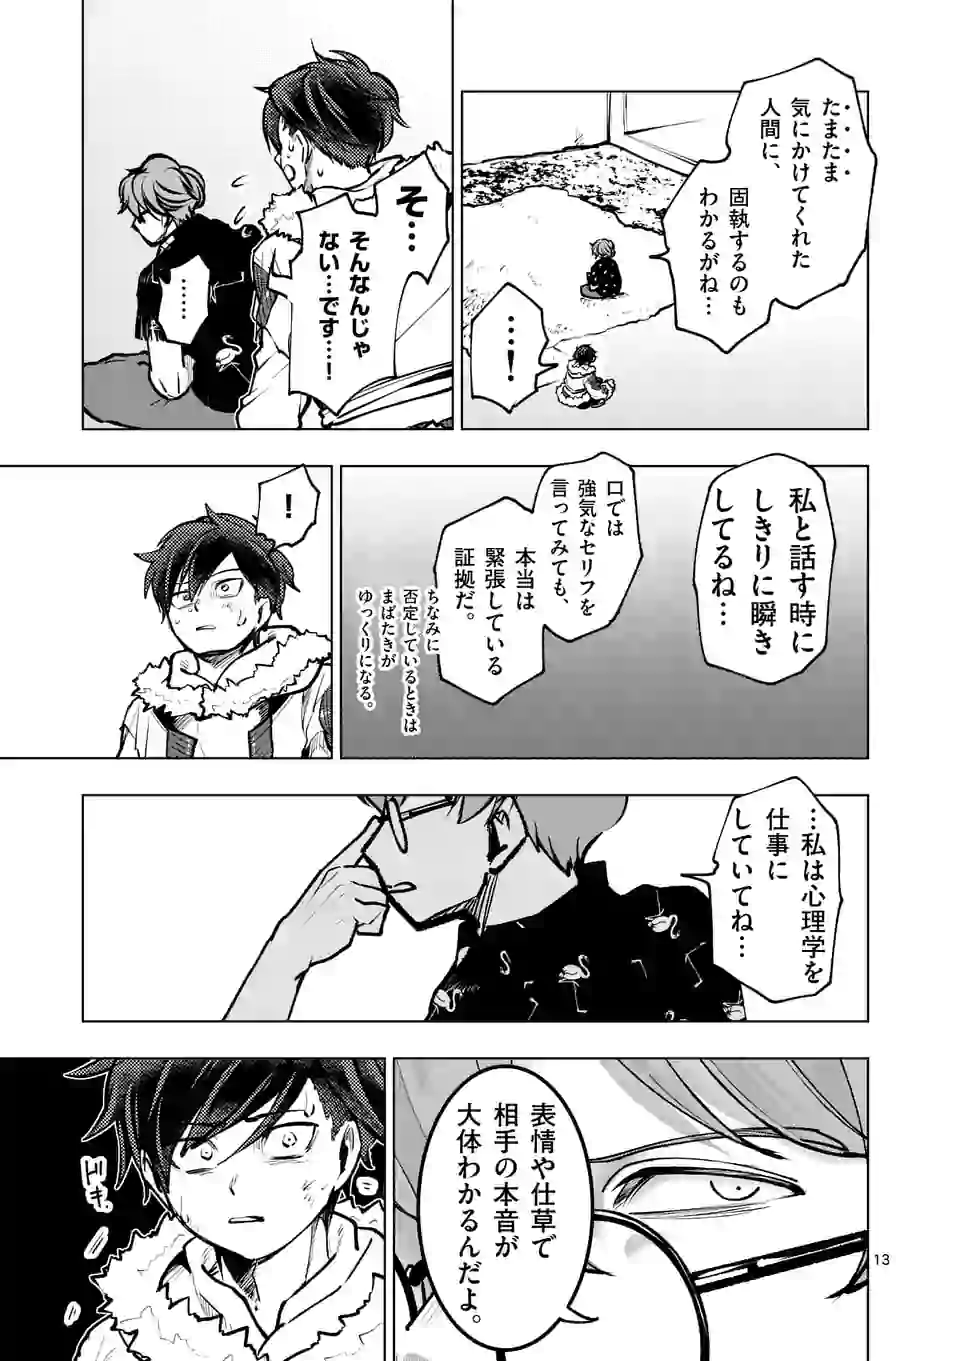 たまたま
気にかけてくれた
人間に、
固執するのも
わかるがね…
…！
そ…
そんなんじゃ
ない…です…！
……
私と話す時に
しきりに瞬き
してるね…
口では
強気なセリフを
言ってみても、
本当は
緊張している
証拠だ。
ちなみに
否定しているときは
まばたきが
ゆっくりになる。
！
…私は心理学を
仕事に
していてね…
表情や仕草で
相手の本音が
大体わかるんだよ。
ドキ。
13